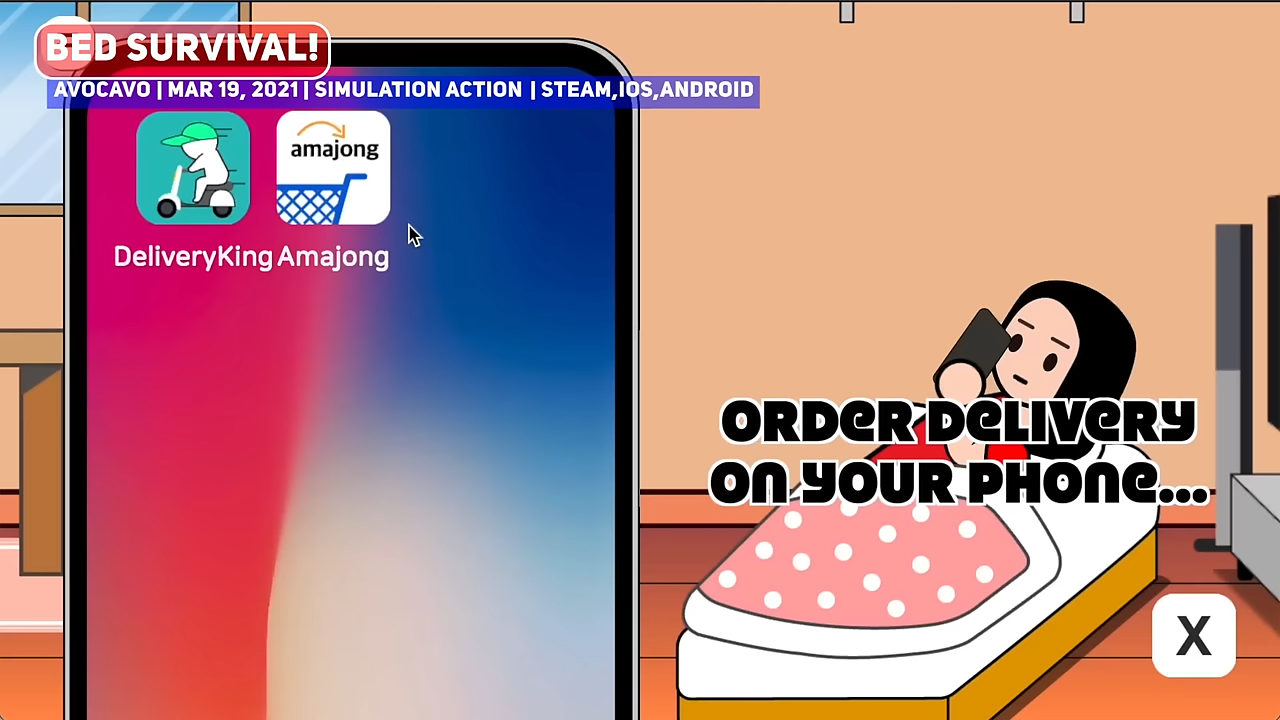 BED SURVIVAL!
AVOCAVO | MAR 19, 2021 | SIMULATION ACTION | STEAM,IOS,ANDROID
amajong
DeliveryKing Amajong
ORDER DELIVERY
ON YOUR PHONE...
X